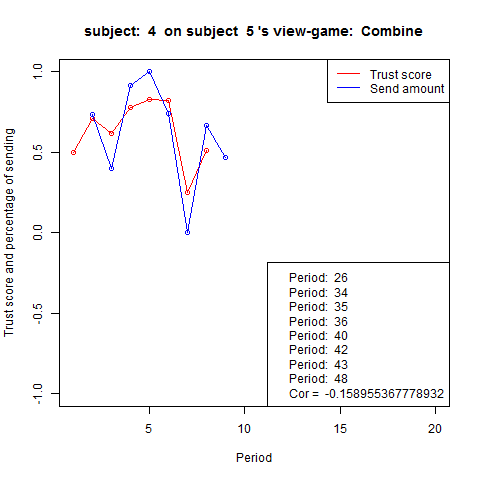 subject:  4  on subject  5 's view-game:  Combine
Trust score
Send amount
Trust score and percentage of sending
1.0
0.5
0.0
-0.5
-1.0
Period:  26
Period:  34
Period:  35
Period:  36
Period:  40
Period:  42
Period:  43
Period:  48
Cor =  -0.158955367778932
5
10
15
20
Period